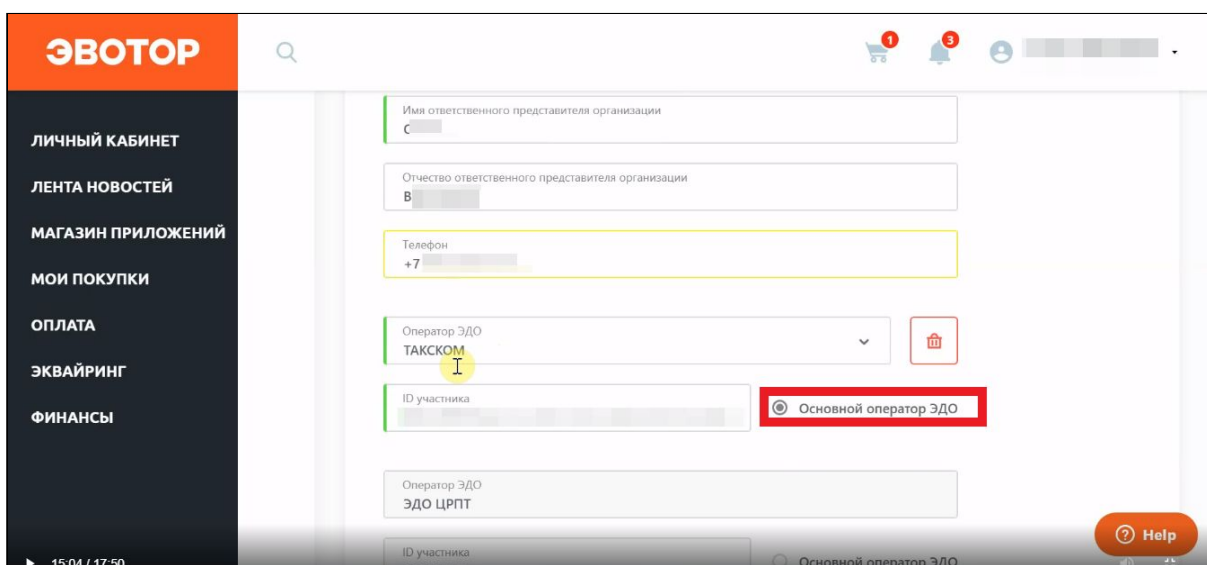 ЭВОТОР
1
3
ЛИЧНЫЙ КАБИНЕТ
ЛЕНТА НОВОСТЕЙ
МАГАЗИН ПРИЛОЖЕНИЙ
МОИ ПОКУПКИ
ОПЛАТА
ЭКВАЙРИНГ
ФИНАНСЫ
Имя ответственного представителя организации
С
Отчество ответственного представителя организации
В
Телефон
+7
Оператор ЭДО
ТАКСКОМ
ID участника
Основной оператор ЭДО
Оператор ЭДО
ЭДО ЦРПТ
ID участника
Основной оператор ЭДО
Help
15:04 / 17:50